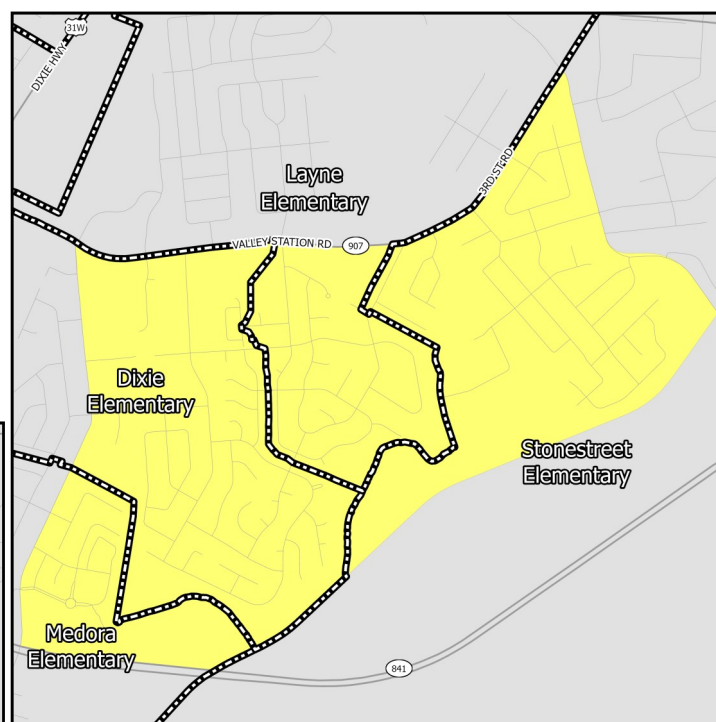 31W
DIXIE HWY
Layne
Elementary
3RD ST RD
VALLEY STATION RD
907
Dixie
Elementary
Stonestreet
Elementary
Medora
Elementary
841